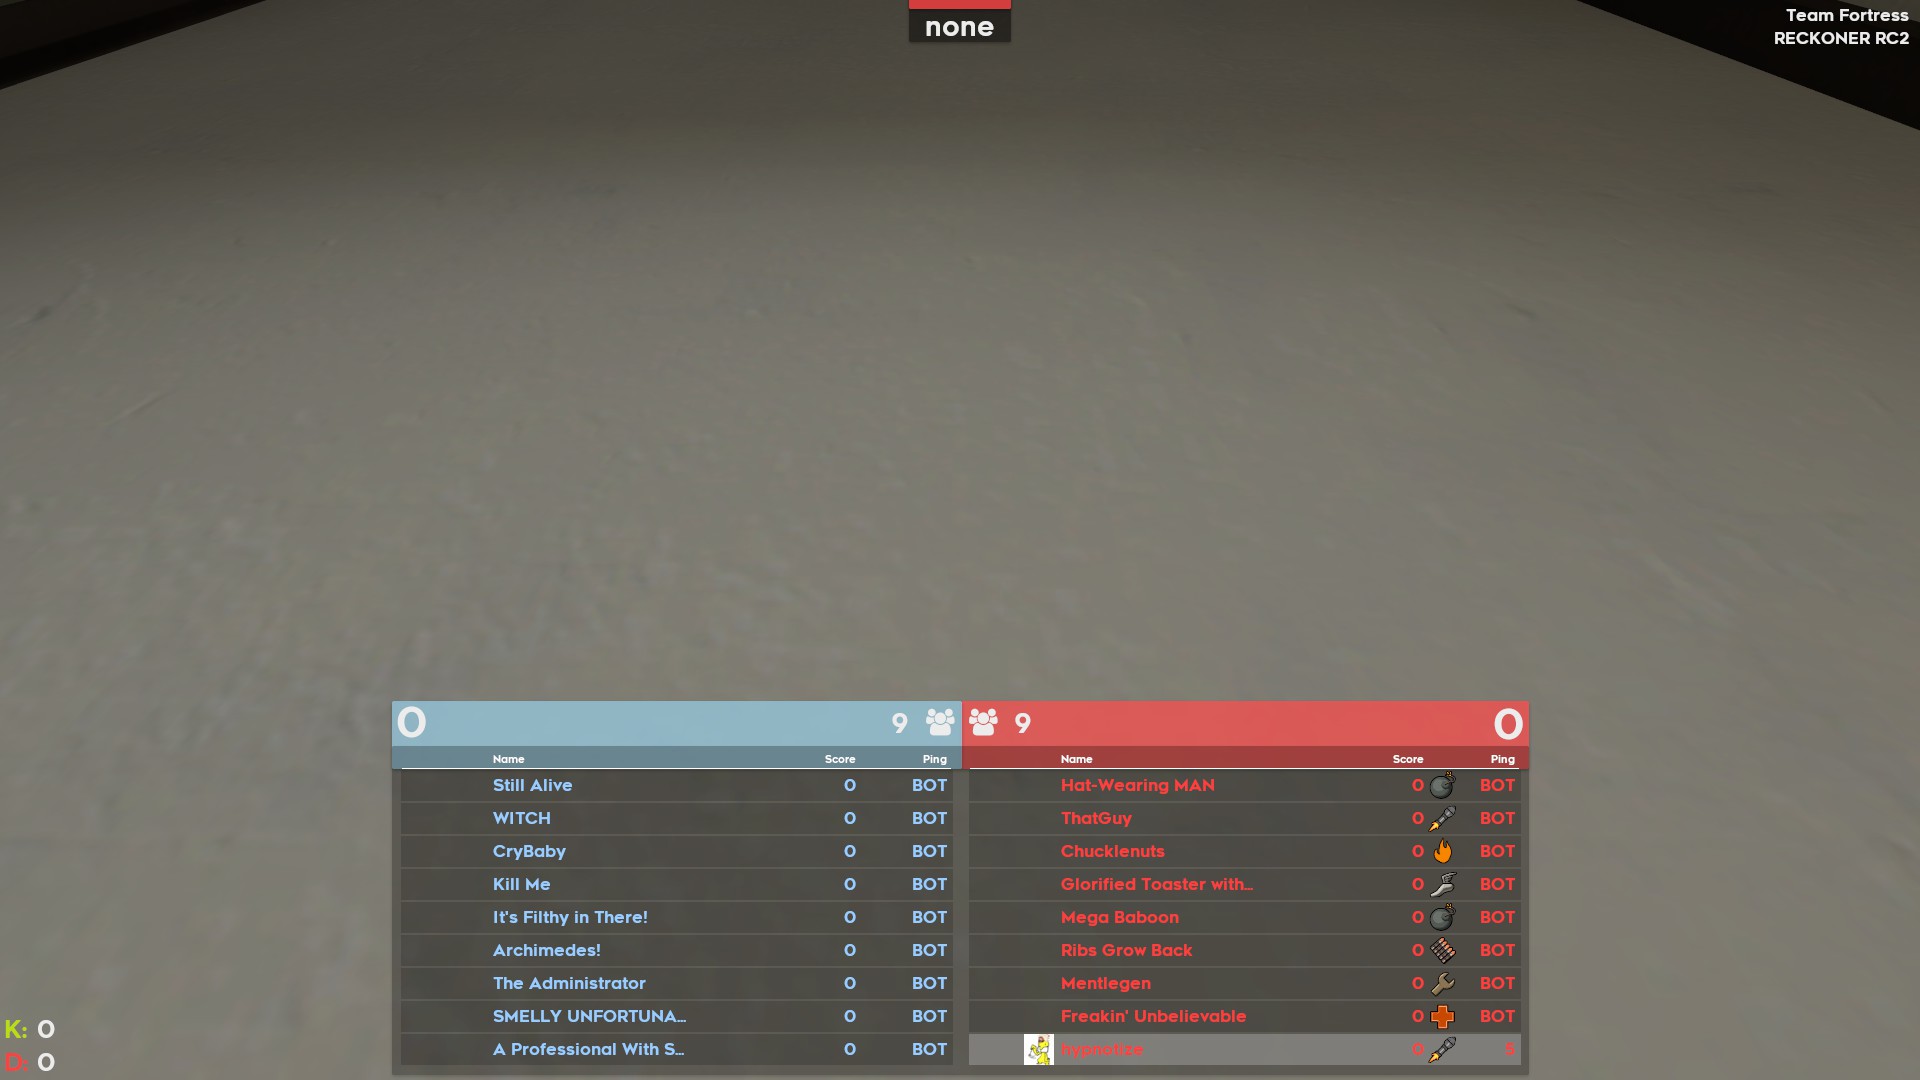 none
Team Fortress
RECKONER RC2
0 9
9 0
Name Score Ping
Still Alive 0 BOT
WITCH 0 BOT
CryBaby 0 BOT
Kill Me 0 BOT
It's Filthy in There! 0 BOT
Archimedes! 0 BOT
The Administrator 0 BOT
SMELLY UNFORTUNA... 0 BOT
A Professional With S... 0 BOT
Name Score Ping
Hat-Wearing MAN 0 BOT
ThatGuy 0 BOT
Chucklenuts 0 BOT
Glorified Toaster with... 0 BOT
Mega Baboon 0 BOT
Ribs Grow Back 0 BOT
Mentlegen 0 BOT
Freakin' Unbelievable 0 BOT
hypnotize 0 5
K: 0
D: 0